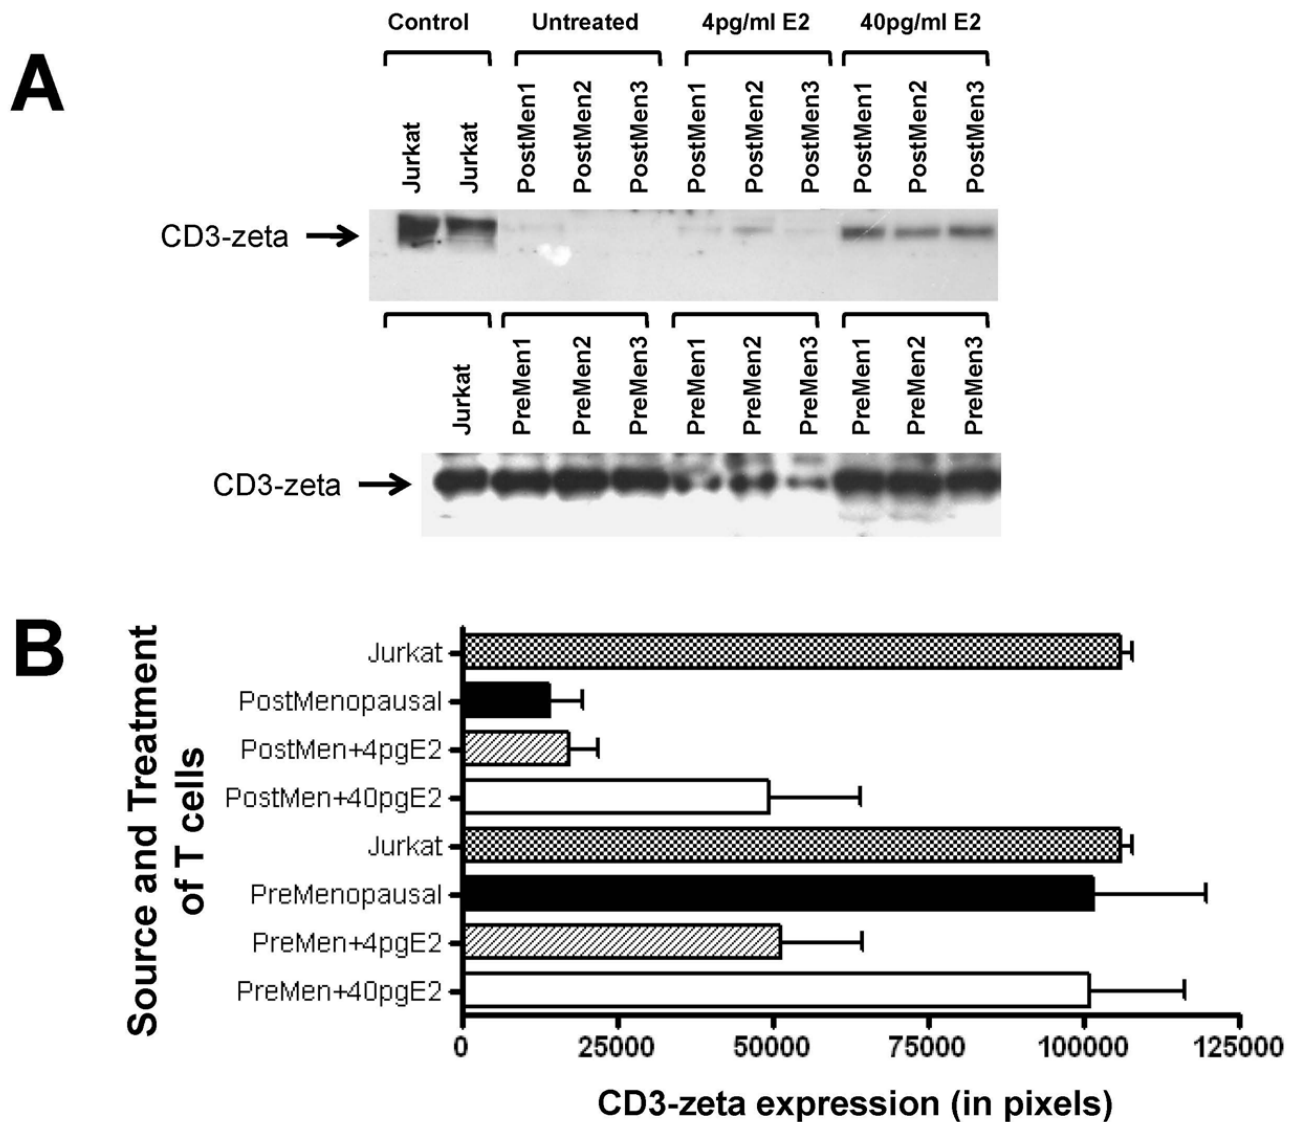 Control Untreated 4pg/ml E2 40pg/ml E2
A
Jurkat Jurkat PostMen1 PostMen2 PostMen3 PostMen1 PostMen2 PostMen3 PostMen1 PostMen2 PostMen3
CD3-zeta
Jurkat PreMen1 PreMen2 PreMen3 PreMen1 PreMen2 PreMen3 PreMen1 PreMen2 PreMen3
CD3-zeta
B
Source and Treatment
of T cells
Jurkat
PostMenopausal
PostMen+4pgE2
PostMen+40pgE2
Jurkat
PreMenopausal
PreMen+4pgE2
PreMen+40pgE2
0 25000 50000 75000 100000 125000
CD3-zeta expression (in pixels)